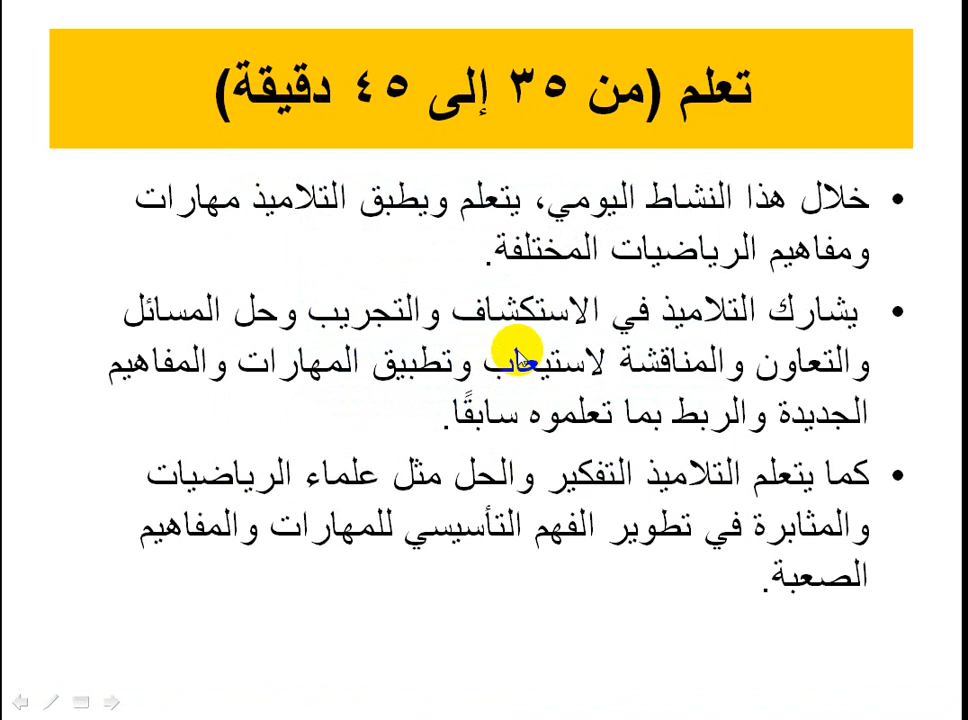 تعلم (من ٣٥ إلى ٤٥ دقيقة)
• خلال هذا النشاط اليومي، يتعلم ويطبق التلاميذ مهارات
ومفاهيم الرياضيات المختلفة.
• يشارك التلاميذ في الاستكشاف والتجريب وحل المسائل
والتعاون والمناقشة لاستيعاب وتطبيق المهارات والمفاهيم
الجديدة والربط بما تعلموه سابقًا.
• كما يتعلم التلاميذ التفكير والحل مثل علماء الرياضيات
والمثابرة في تطوير الفهم التأسيسي للمهارات والمفاهيم
الصعبة.